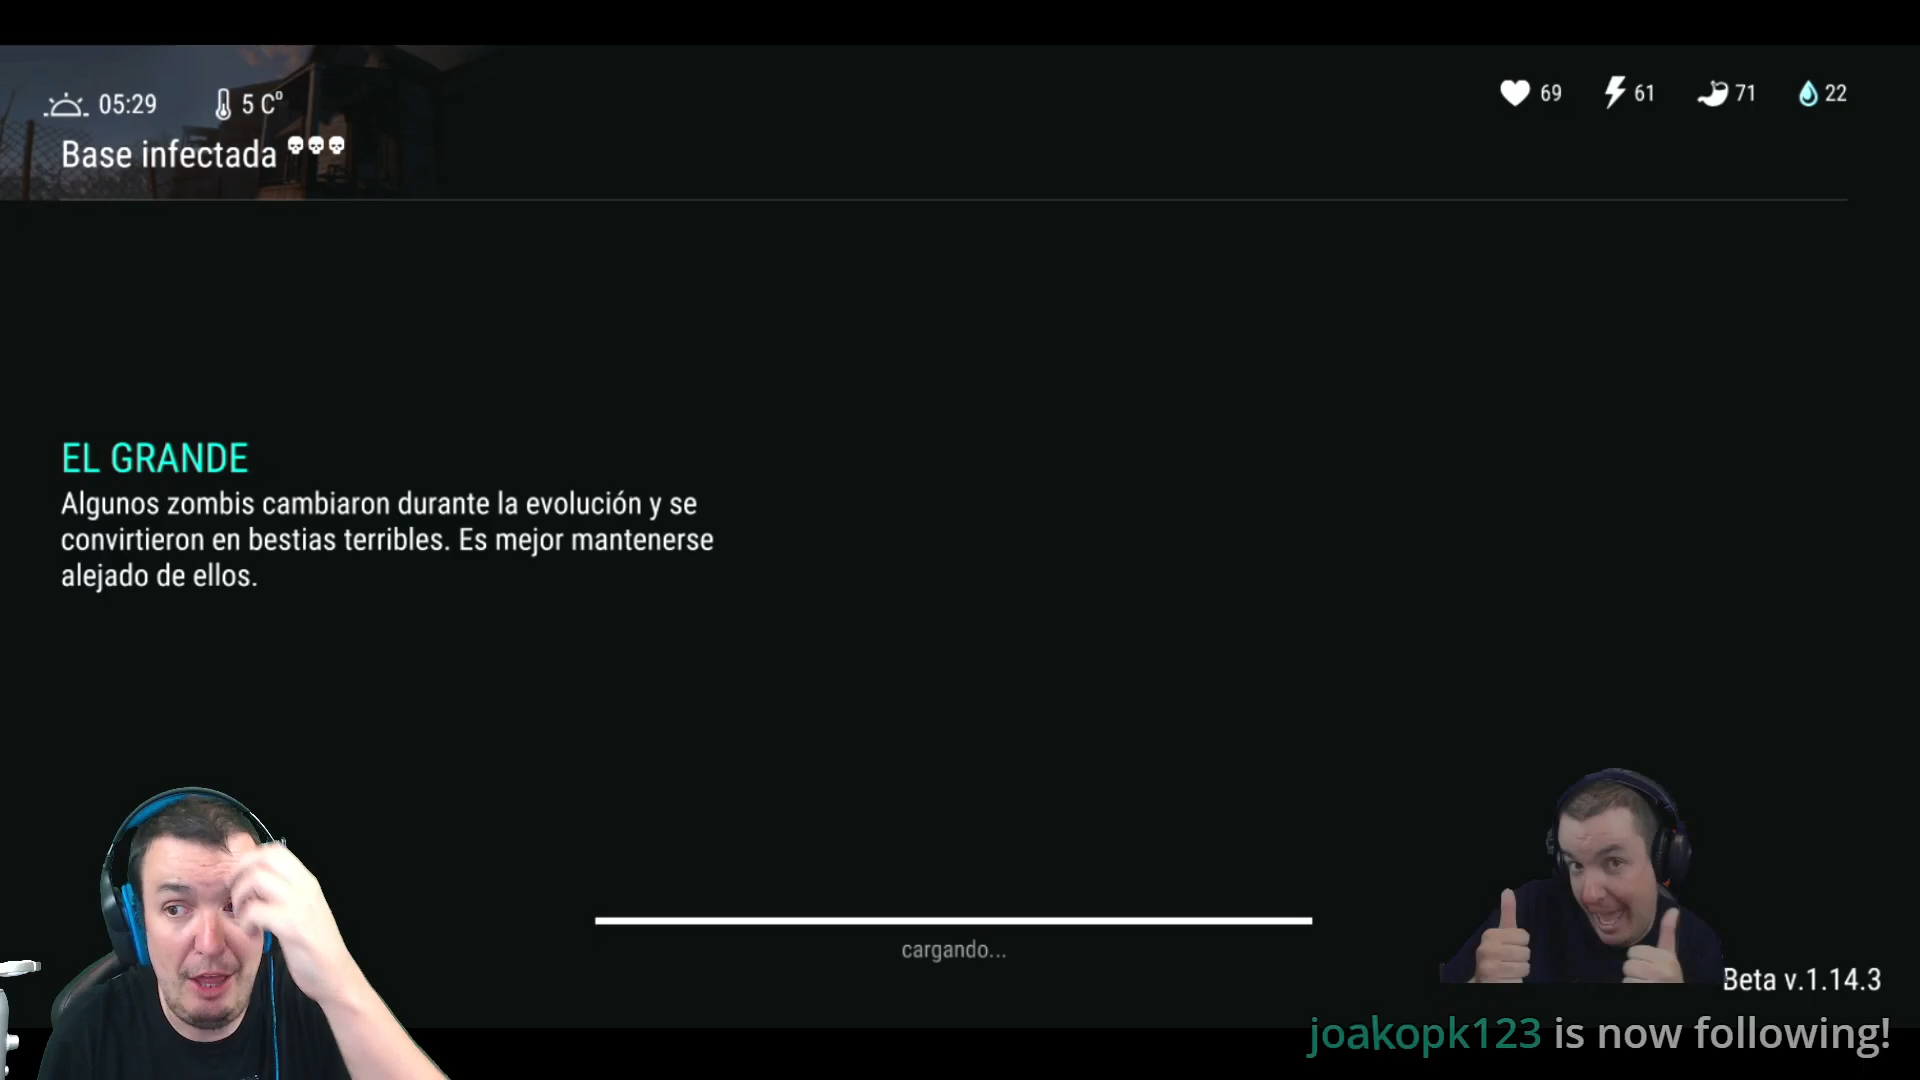 05:29
5 Cº
69
61
71
22
Base infectada
EL GRANDE
Algunos zombis cambiaron durante la evolución y se
convirtieron en bestias terribles. Es mejor mantenerse
alejado de ellos.
cargando...
Beta v.1.14.3
joakopk123 is now following!